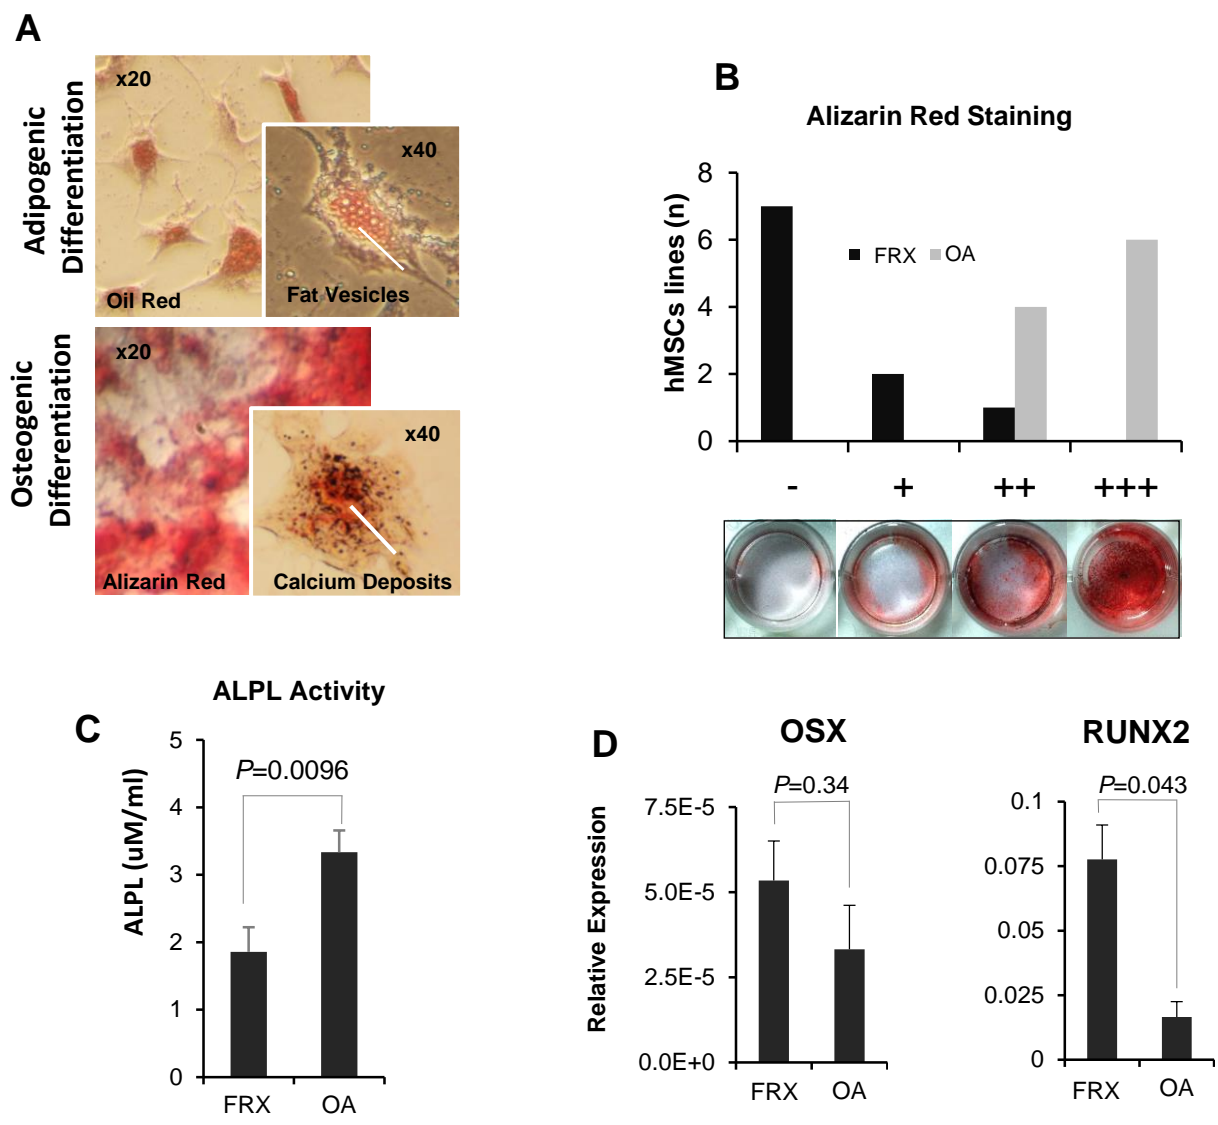 A
Adipogenic
Differentiation
x20
x40
Oil Red
Fat Vesicles
Osteogenic
Differentiation
x20
x40
Alizarin Red
Calcium Deposits
B
Alizarin Red Staining
hMSCs lines (n)
8
6
4
2
0
FRX OA
- + ++ +++
C
ALPL Activity
ALPL (uM/ml)
5
4
3
2
1
0
P=0.0096
FRX OA
D
OSX
Relative Expression
P=0.34
7.5E-5
5.0E-5
2.5E-5
0.0E+0
FRX OA
RUNX2
P=0.043
0.1
0.075
0.05
0.025
0
FRX OA